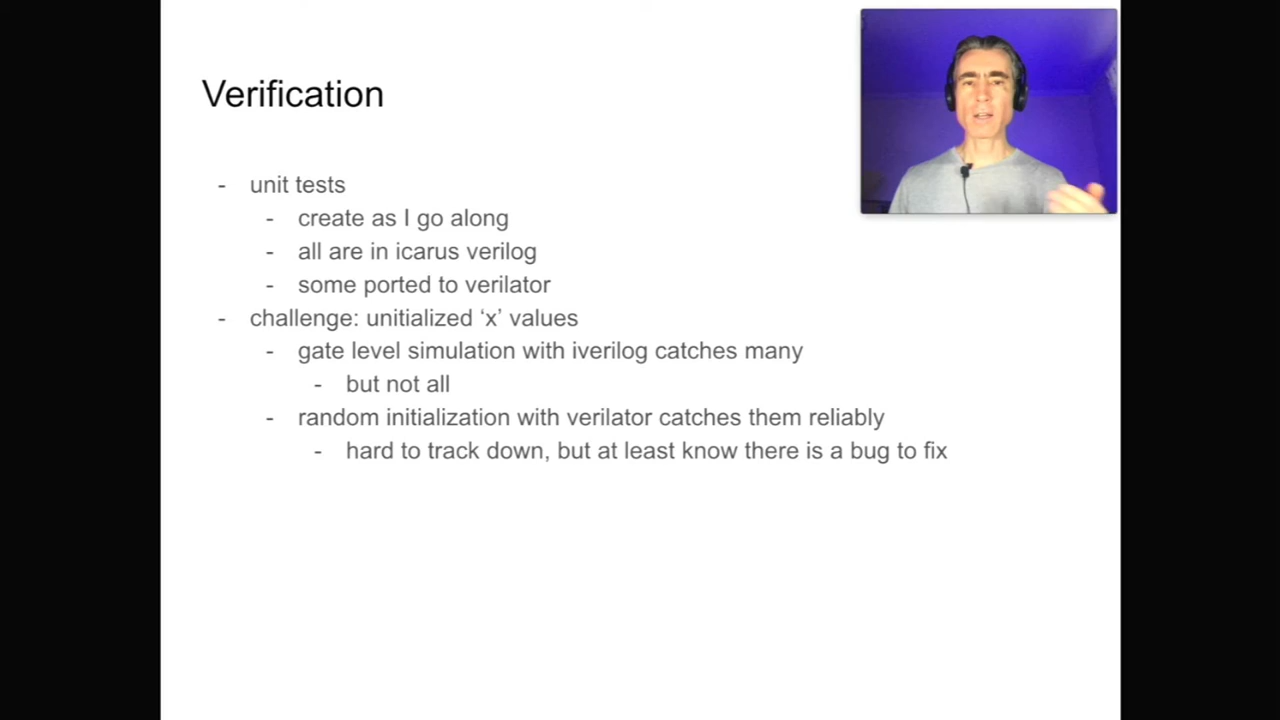 Verification
- unit tests
- create as I go along
- all are in icarus verilog
- some ported to verilator
- challenge: unitialized ‘x’ values
- gate level simulation with iverilog catches many
- but not all
- random initialization with verilator catches them reliably
- hard to track down, but at least know there is a bug to fix